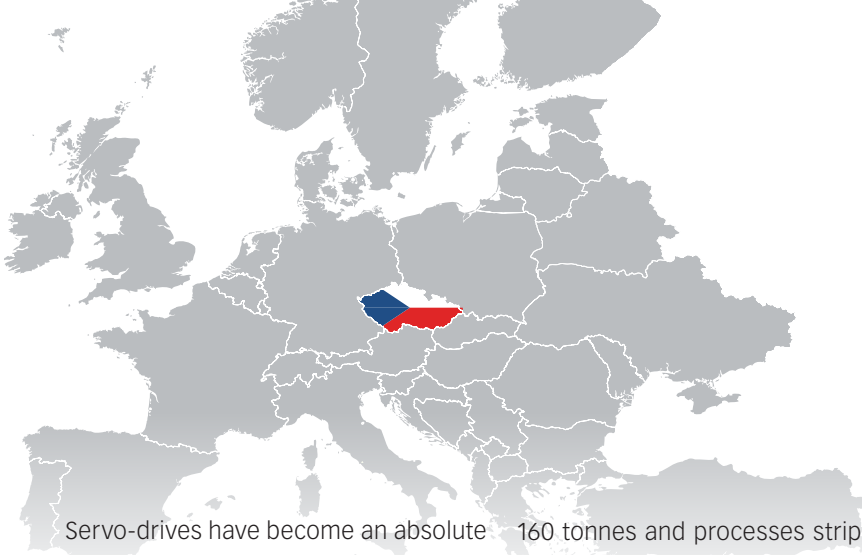 Servo-drives have become an absolute
160 tonnes and processes strip